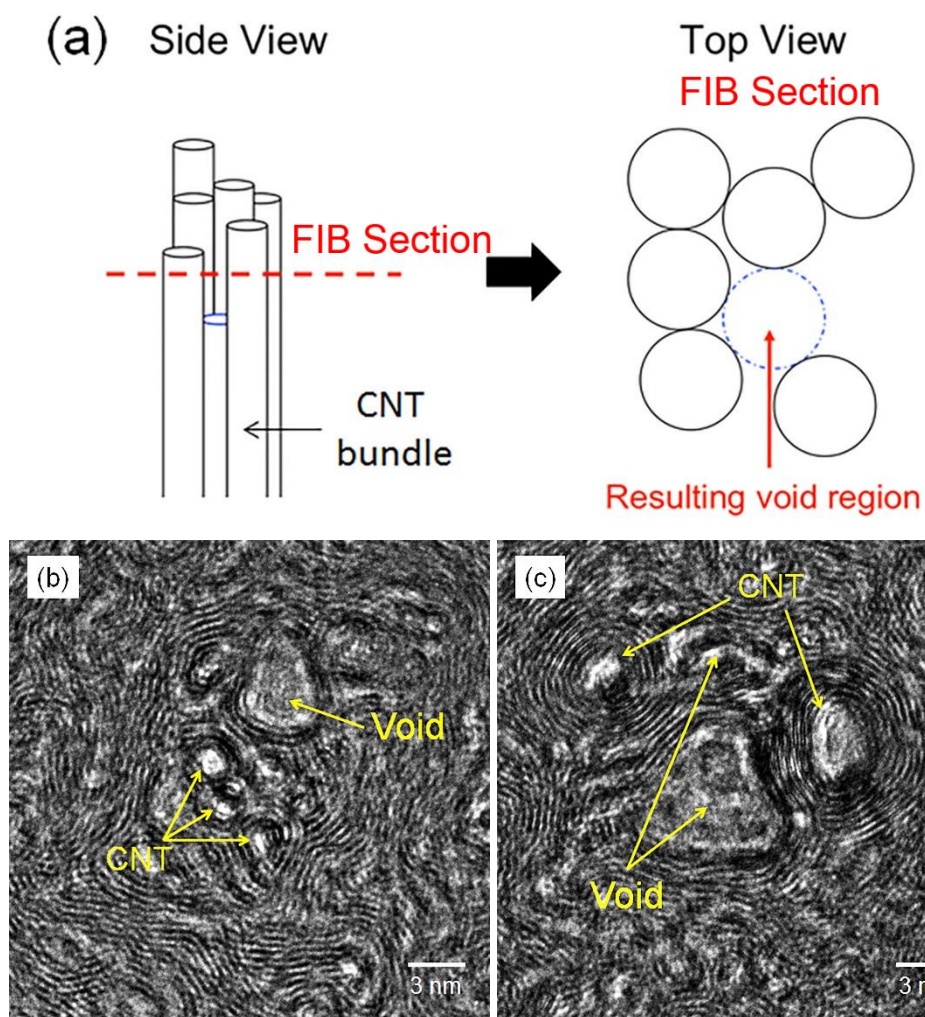 (a) Side View
Top View
FIB Section
FIB Section
CNT
bundle
Resulting void region
(b)
Void
CNT
3 nm
(c)
CNT
Void
3 n